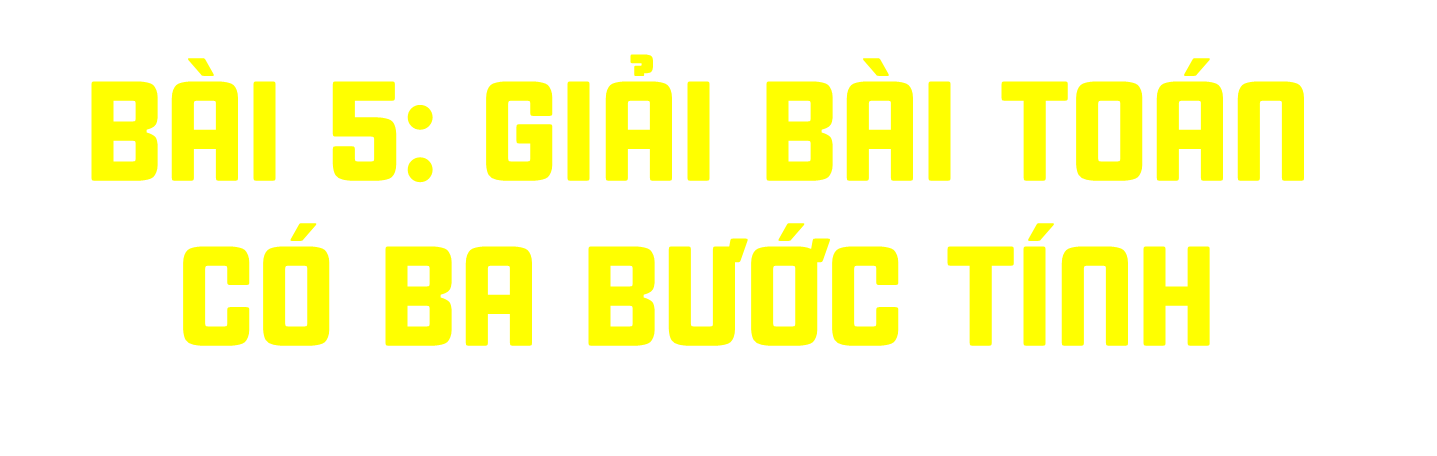 BÀI 5: GIẢI BÀI TOÁN
CÓ BA BƯỚC TÍNH